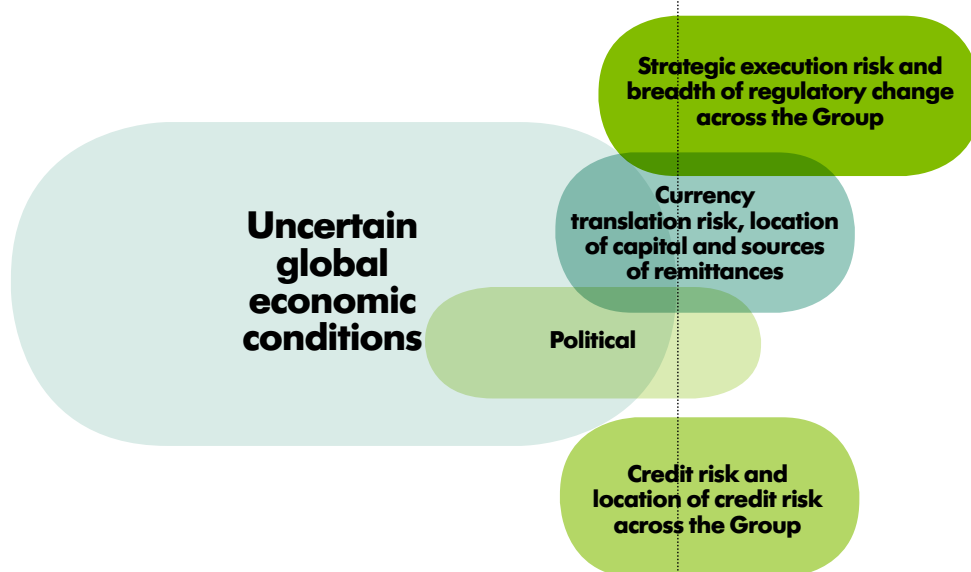 Strategic execution risk and
breadth of regulatory change
across the Group
Currency
translation risk, location
of capital and sources
of remittances
Uncertain
global
economic
conditions
Political
Credit risk and
location of credit risk
across the Group